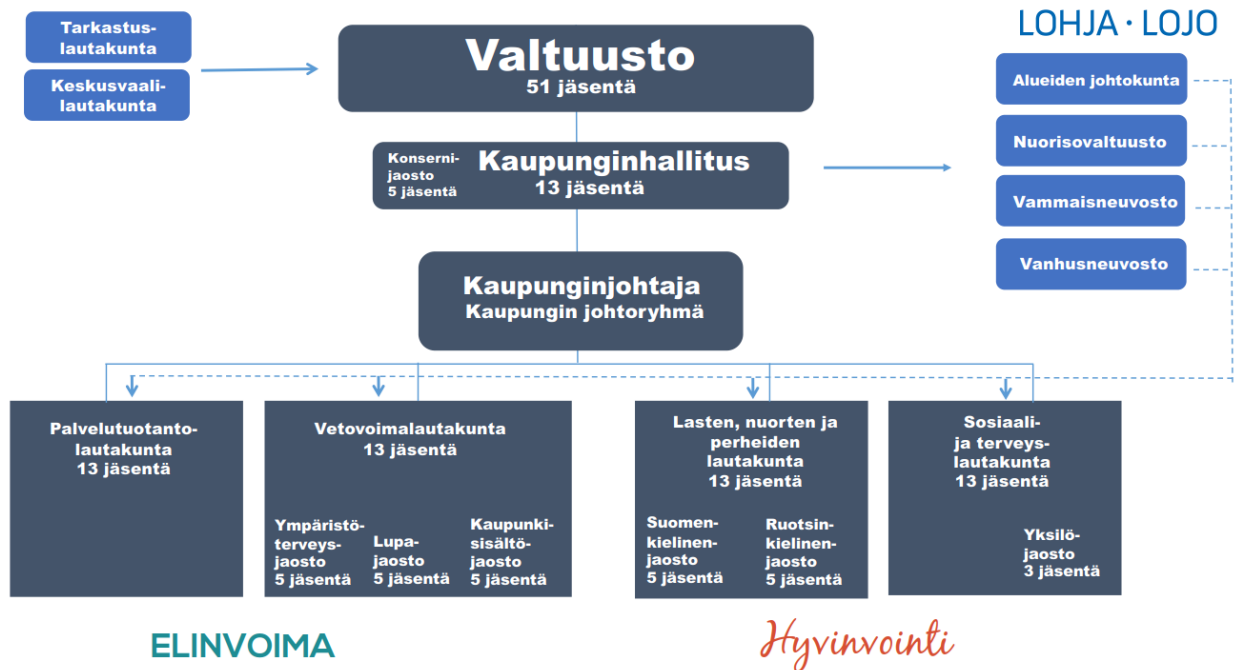 Tarkastus-
lautakunta
Keskusvaali-
lautakunta
Valtuusto
51 jäsentä
LOHJA · LOJO
Alueiden johtokunta
Nuorisovaltuusto
Vammaisneuvosto
Vanhusneuvosto
Konserni-
jaosto
5 jäsentä
Kaupunginhallitus
13 jäsentä
Kaupunginjohtaja
Kaupungin johtoryhmä
Palvelutuotanto-
lautakunta
13 jäsentä
Vetovoimalautakunta
13 jäsentä
Ympäristö-
terveys-
jaosto
5 jäsentä
Lupa-
jaosto
5 jäsentä
Kaupunki-
sisältö-
jaosto
5 jäsentä
Lasten, nuorten ja
perheiden
lautakunta
13 jäsentä
Suomen-
kielinen-
jaosto
5 jäsentä
Ruotsin-
kielinen-
jaosto
5 jäsentä
Sosiaali-
ja terveys-
lautakunta
13 jäsentä
Yksilö-
jaosto
3 jäsentä
ELINVOIMA
Hyvinvointi